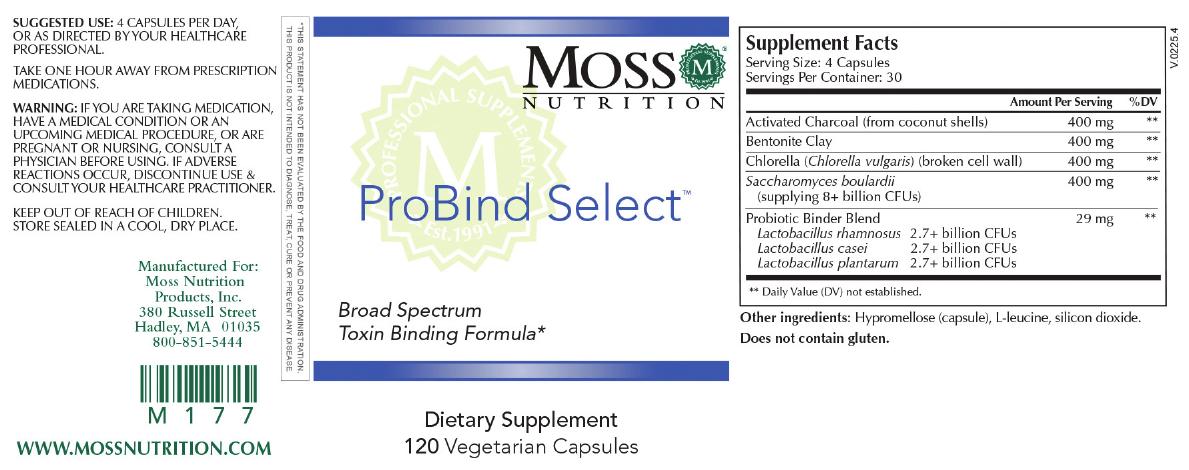 SUGGESTED USE: 4 CAPSULES PER DAY,
OR AS DIRECTED BY YOUR HEALTHCARE
PROFESSIONAL.
TAKE ONE HOUR AWAY FROM PRESCRIPTION
MEDICATIONS.
WARNING: IF YOU ARE TAKING MEDICATION,
HAVE A MEDICAL CONDITION OR AN
UPCOMING MEDICAL PROCEDURE, OR ARE
PREGNANT OR NURSING, CONSULT A
PHYSICIAN BEFORE USING. IF ADVERSE
REACTIONS OCCUR, DISCONTINUE USE &
CONSULT YOUR HEALTHCARE PRACTITIONER.
KEEP OUT OF REACH OF CHILDREN.
STORE SEALED IN A COOL, DRY PLACE.
Manufactured For:
Moss Nutrition
Products, Inc.
380 Russell Street
Hadley, MA 01035
800-851-5444
M 1 7 7
WWW.MOSSNUTRITION.COM
*THIS STATEMENT HAS NOT BEEN EVALUATED BY THE FOOD AND DRUG ADMINISTRATION.
THIS PRODUCT IS NOT INTENDED TO DIAGNOSE, TREAT, CURE OR PREVENT ANY DISEASE.
MOSS M ®
NUTRITION
PROFESSIONAL SUPPLEMENTS
M
Est. 1991
ProBind Select™
Broad Spectrum
Toxin Binding Formula*
Dietary Supplement
120 Vegetarian Capsules
Supplement Facts
Serving Size: 4 Capsules
Servings Per Container: 30
Amount Per Serving %DV
Activated Charcoal (from coconut shells) 400 mg **
Bentonite Clay 400 mg **
Chlorella (Chlorella vulgaris) (broken cell wall) 400 mg **
Saccharomyces boulardii 400 mg **
(supplying 8+ billion CFUs)
Probiotic Binder Blend 29 mg **
Lactobacillus rhamnosus 2.7+ billion CFUs
Lactobacillus casei 2.7+ billion CFUs
Lactobacillus plantarum 2.7+ billion CFUs
** Daily Value (DV) not established.
Other ingredients: Hypromellose (capsule), L-leucine, silicon dioxide.
Does not contain gluten.
V.0225.4